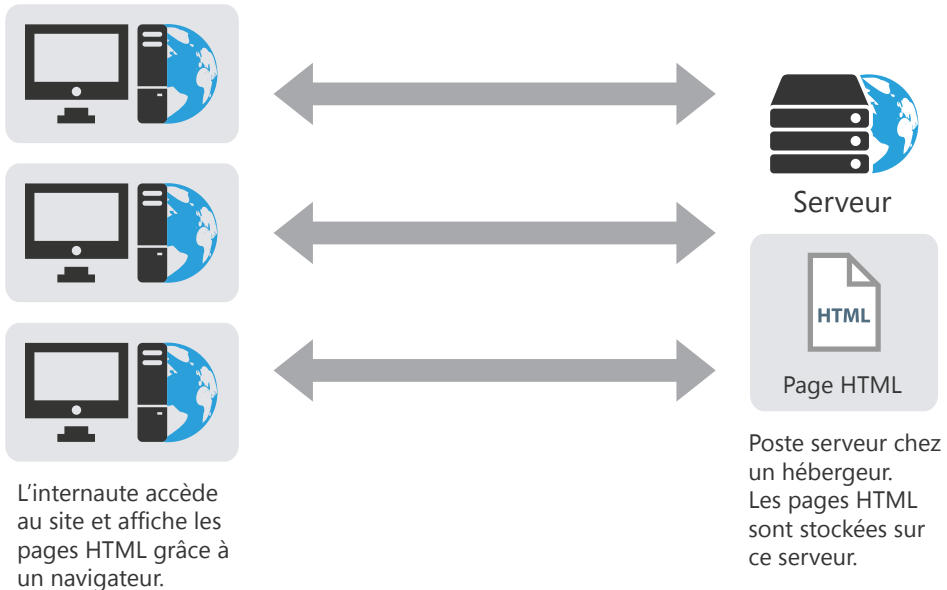 Serveur
HTML
Page HTML
Poste serveur chez
un hébergeur.
Les pages HTML
sont stockées sur
ce serveur.
L’internaute accède
au site et affiche les
pages HTML grâce à
un navigateur.